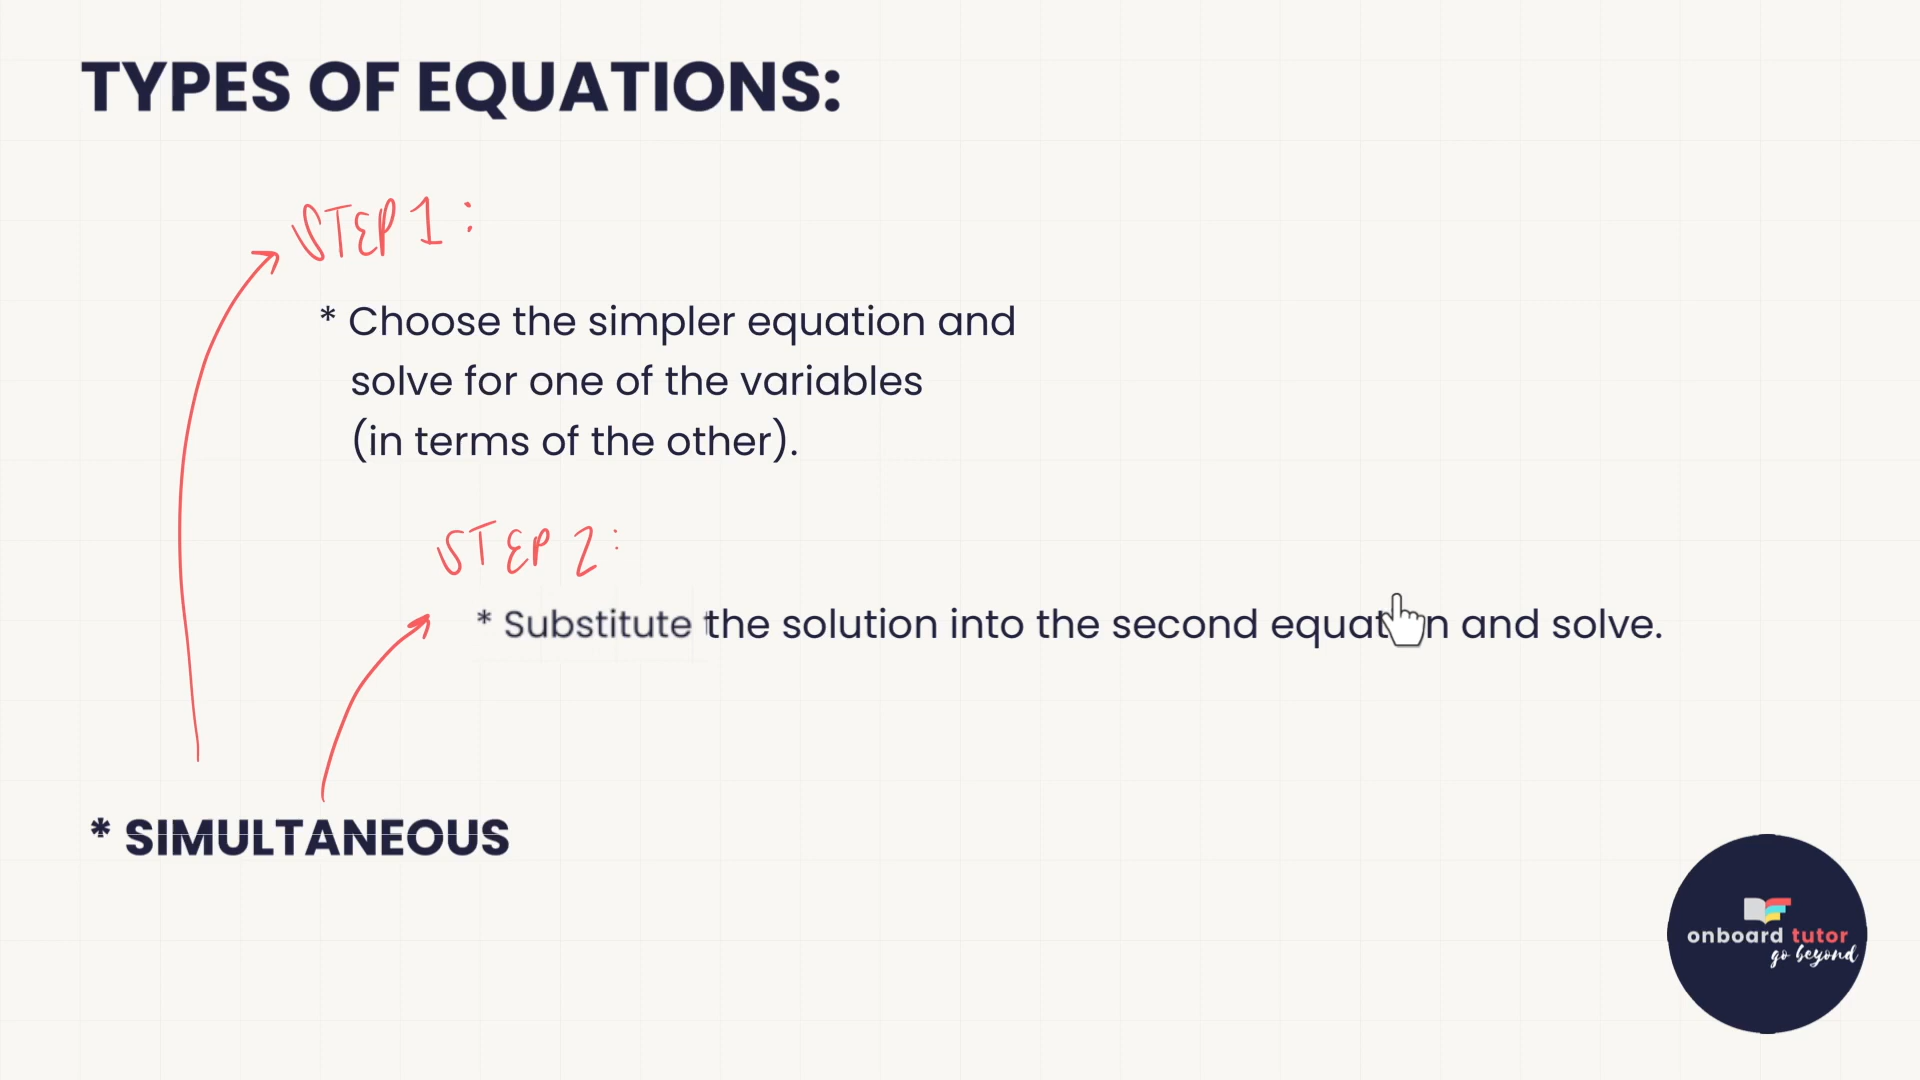 TYPES OF EQUATIONS:
STEP 1:
* Choose the simpler equation and
solve for one of the variables
(in terms of the other).
STEP 2:
* Substitute the solution into the second equation and solve.
* SIMULTANEOUS
onboard tutor
go beyond